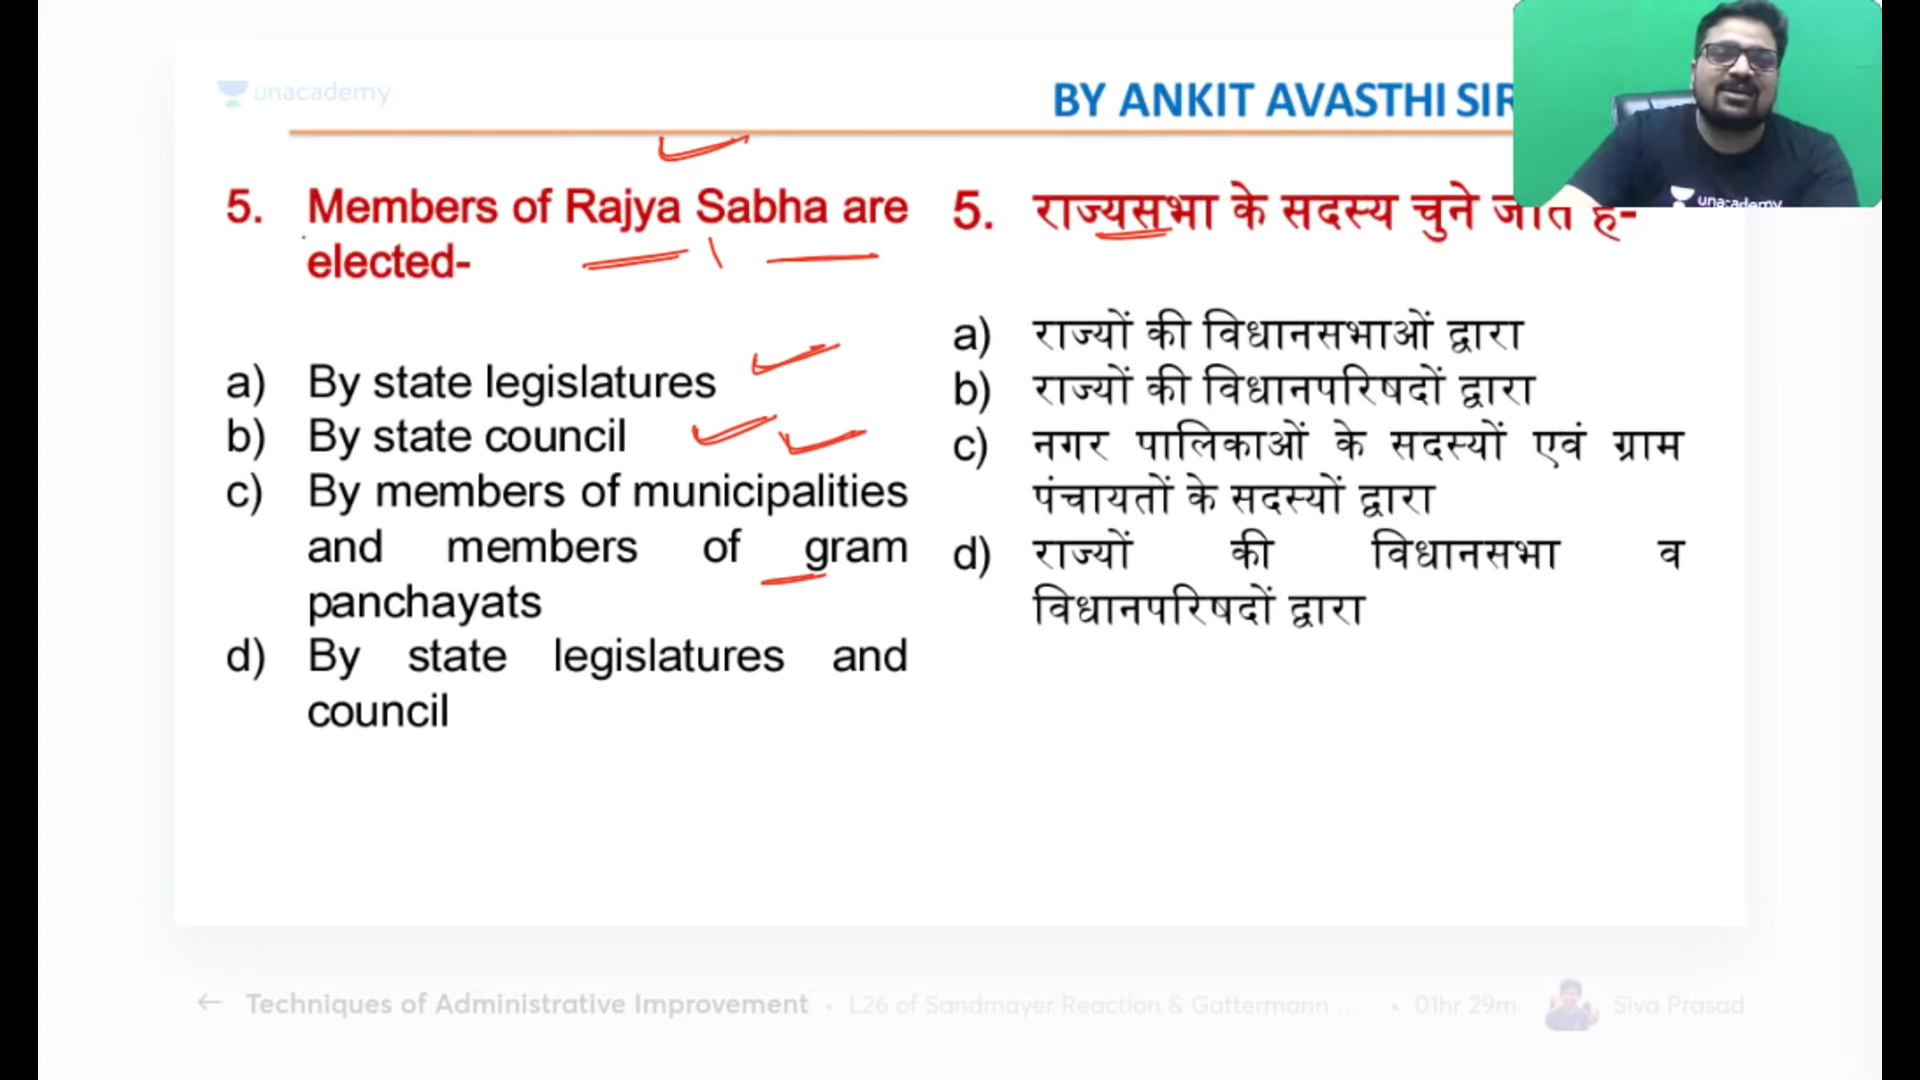 unacademy
BY ANKIT AVASTHI SIR
unacademy
5. Members of Rajya Sabha are
elected-
a) By state legislatures
b) By state council
c) By members of municipalities
and members of gram
panchayats
d) By state legislatures and
council
5. राज्यसभा के सदस्य चुने जाते है-
a) राज्यों की विधानसभाओं द्वारा
b) राज्यों की विधानपरिषदों द्वारा
c) नगर पालिकाओं के सदस्यों एवं ग्राम
पंचायतों के सदस्यों द्वारा
d) राज्यों की विधानसभा व
विधानपरिषदों द्वारा
← Techniques of Administrative Improvement • L26 of Sandmayer Reaction & Gattermann ... • 01hr 29m Siva Prasad